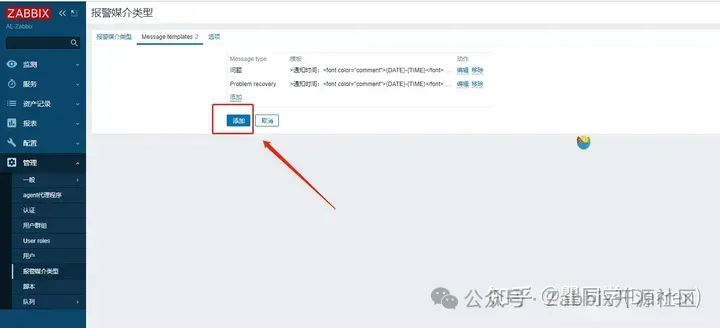 ZABBIX
报警媒介类型
AL-Zabbix
报警媒介类型 Message templates 2 选项
Message type 模板 动作
问题 >通知时间：<font color="comment">{DATE}-{TIME}</font> ... 编辑 移除
Problem recovery >通知时间：<font color="comment">{DATE}-{TIME}</font> ... 编辑 移除
添加
添加 取消
监测
服务
资产记录
报表
配置
管理
一般
agent代理程序
认证
用户群组
User roles
用户
报警媒介类型
脚本
队列
公众号 · Zabbix开源社区
知乎